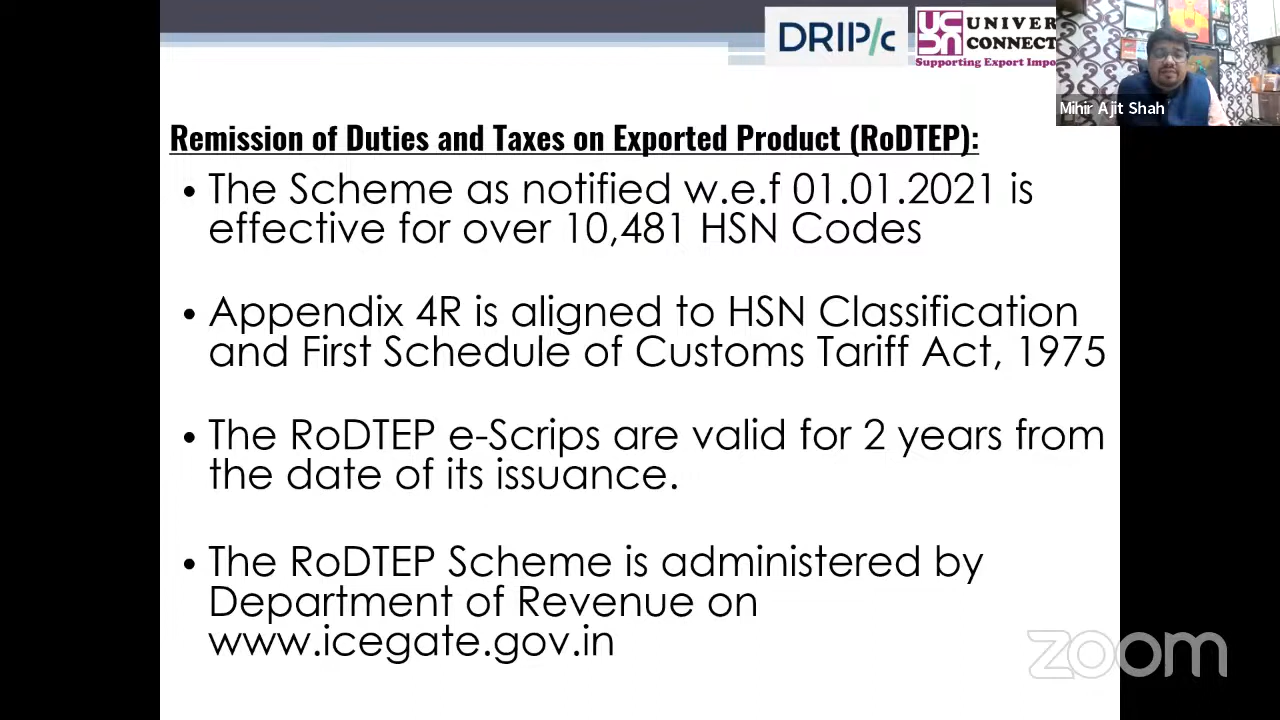 DRIP/c
UNIVER
CONNECT
Supporting Export Impo
Mihir Ajit Shah
Remission of Duties and Taxes on Exported Product (RoDTEP):
• The Scheme as notified w.e.f 01.01.2021 is
effective for over 10,481 HSN Codes
• Appendix 4R is aligned to HSN Classification
and First Schedule of Customs Tariff Act, 1975
• The RoDTEP e-Scrips are valid for 2 years from
the date of its issuance.
• The RoDTEP Scheme is administered by
Department of Revenue on
www.icegate.gov.in
zoom